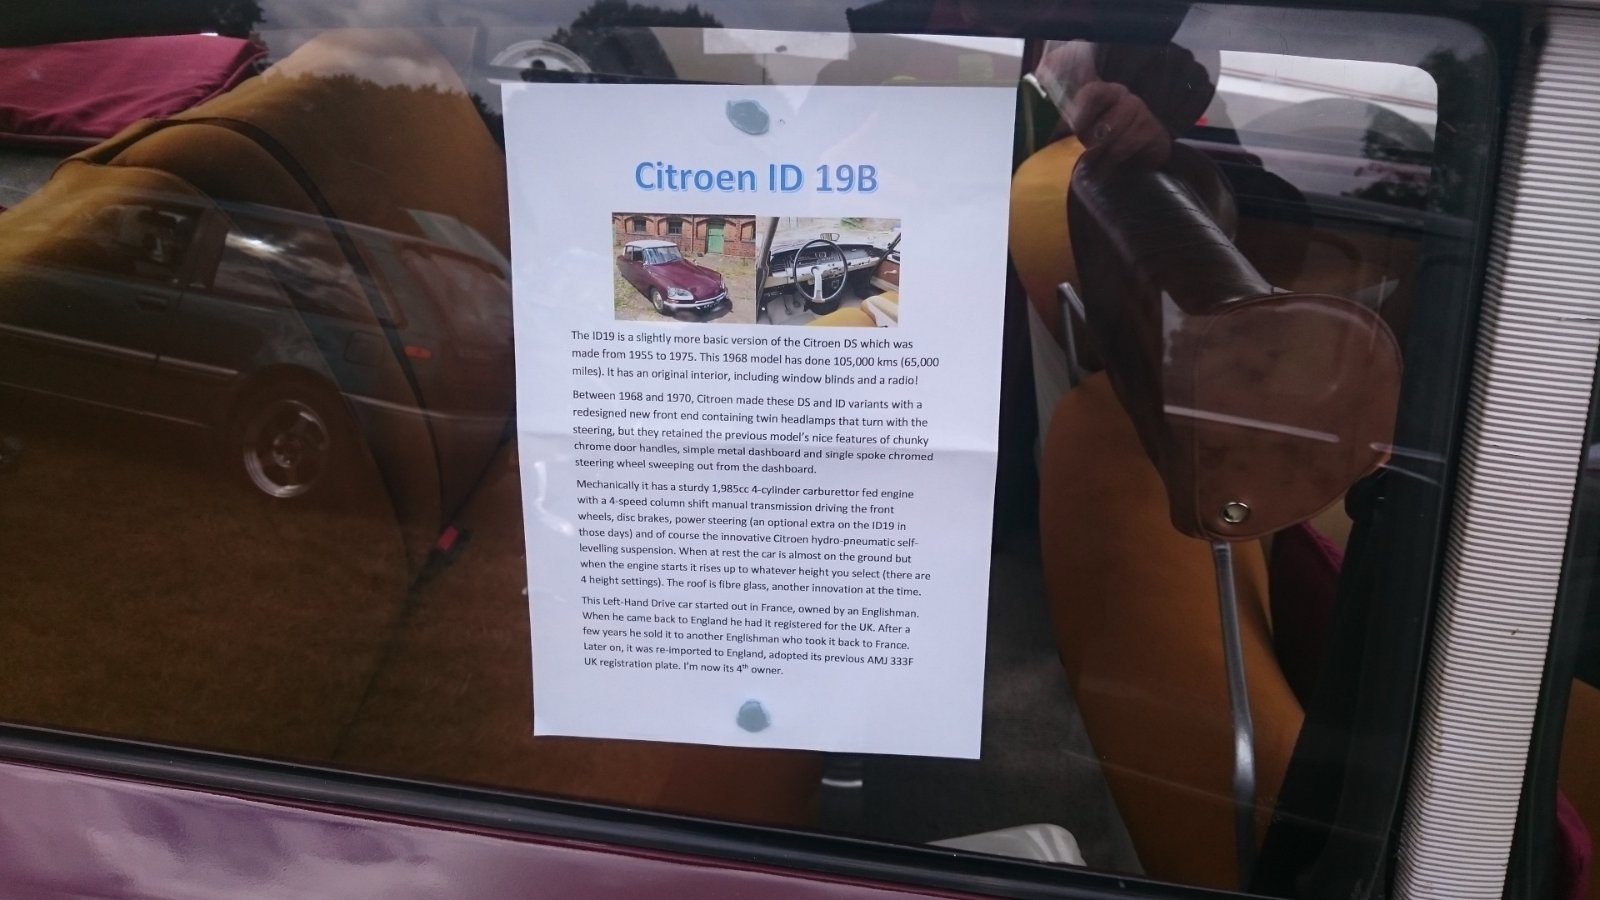 Citroen ID 19B
The ID19 is a slightly more basic version of the Citroen DS which was
made from 1955 to 1975. This 1968 model has done 105,000 kms (65,000
miles). It has an original interior, including window blinds and a radio!
Between 1968 and 1970, Citroen made these DS and ID variants with a
redesigned new front end containing twin headlamps that turn with the
steering, but they retained the previous model's nice features of chunky
chrome door handles, simple metal dashboard and single spoke chromed
steering wheel sweeping out from the dashboard.
Mechanically it has a sturdy 1,985cc 4-cylinder carburettor fed engine
with a 4-speed column shift manual transmission driving the front
wheels, disc brakes, power steering (an optional extra on the ID19 in
those days) and of course the innovative Citroen hydro-pneumatic self-
levelling suspension. When at rest the car is almost on the ground but
when the engine starts it rises up to whatever height you select (there are
4 height settings). The roof is fibre glass, another innovation at the time.
This Left-Hand Drive car started out in France, owned by an Englishman.
When he came back to England he had it registered for the UK. After a
few years he sold it to another Englishman who took it back to France.
Later on, it was re-imported to England, adopted its previous AMJ 333F
UK registration plate. I'm now its 4th owner.